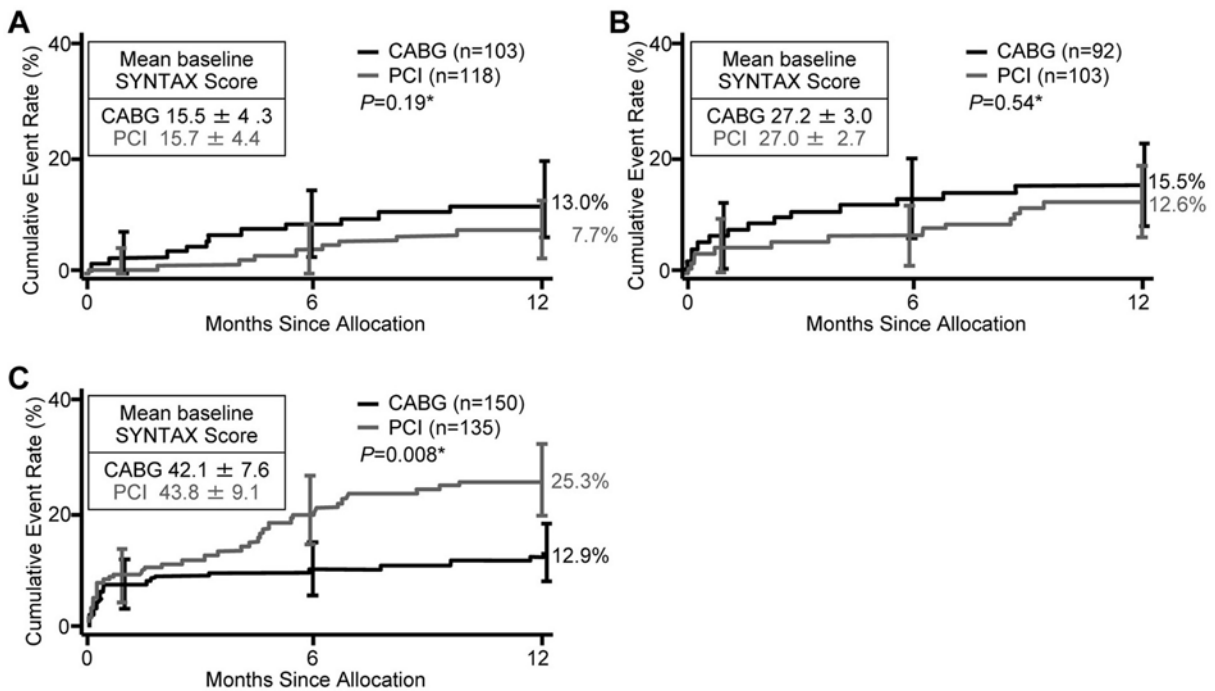 A
Cumulative Event Rate (%)
40
20
0
Mean baseline
SYNTAX Score
CABG 15.5 ± 4 .3
PCI 15.7 ± 4.4
CABG (n=103)
PCI (n=118)
P=0.19*
13.0%
7.7%
0
6
12
Months Since Allocation
B
Cumulative Event Rate (%)
40
20
0
Mean baseline
SYNTAX Score
CABG 27.2 ± 3.0
PCI 27.0 ± 2.7
CABG (n=92)
PCI (n=103)
P=0.54*
15.5%
12.6%
0
6
12
Months Since Allocation
C
Cumulative Event Rate (%)
40
20
0
Mean baseline
SYNTAX Score
CABG 42.1 ± 7.6
PCI 43.8 ± 9.1
CABG (n=150)
PCI (n=135)
P=0.008*
25.3%
12.9%
0
6
12
Months Since Allocation